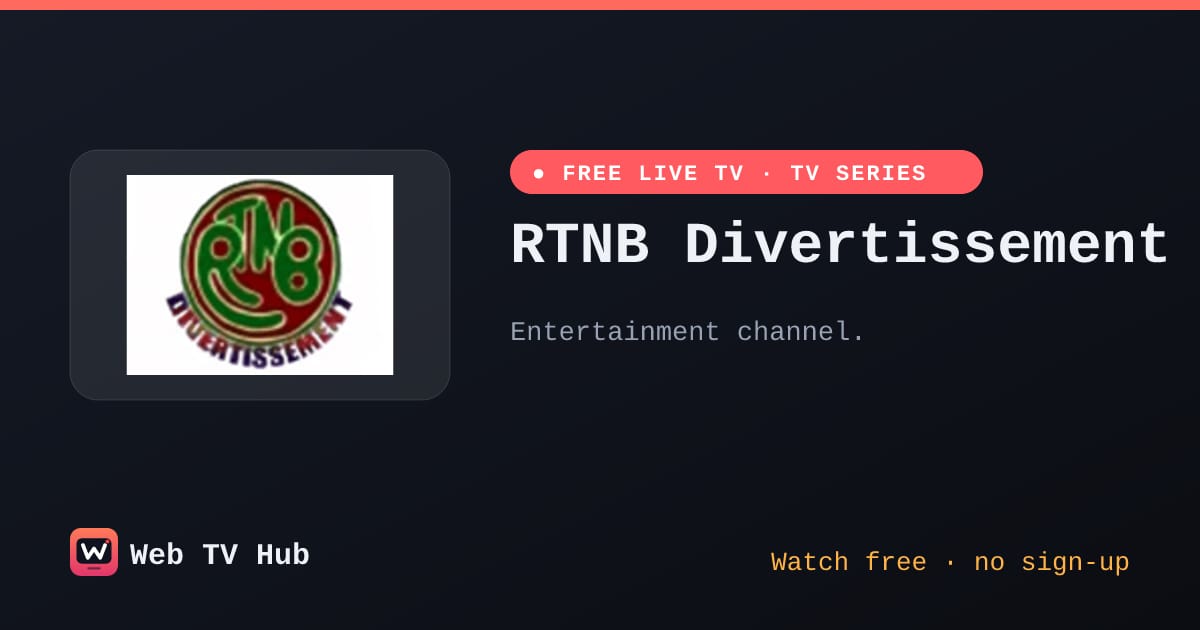 RTNB
DIVERTISSEMENT
● FREE LIVE TV · TV SERIES
RTNB Divertissement
Entertainment channel.
W
Web TV Hub
Watch free · no sign-up